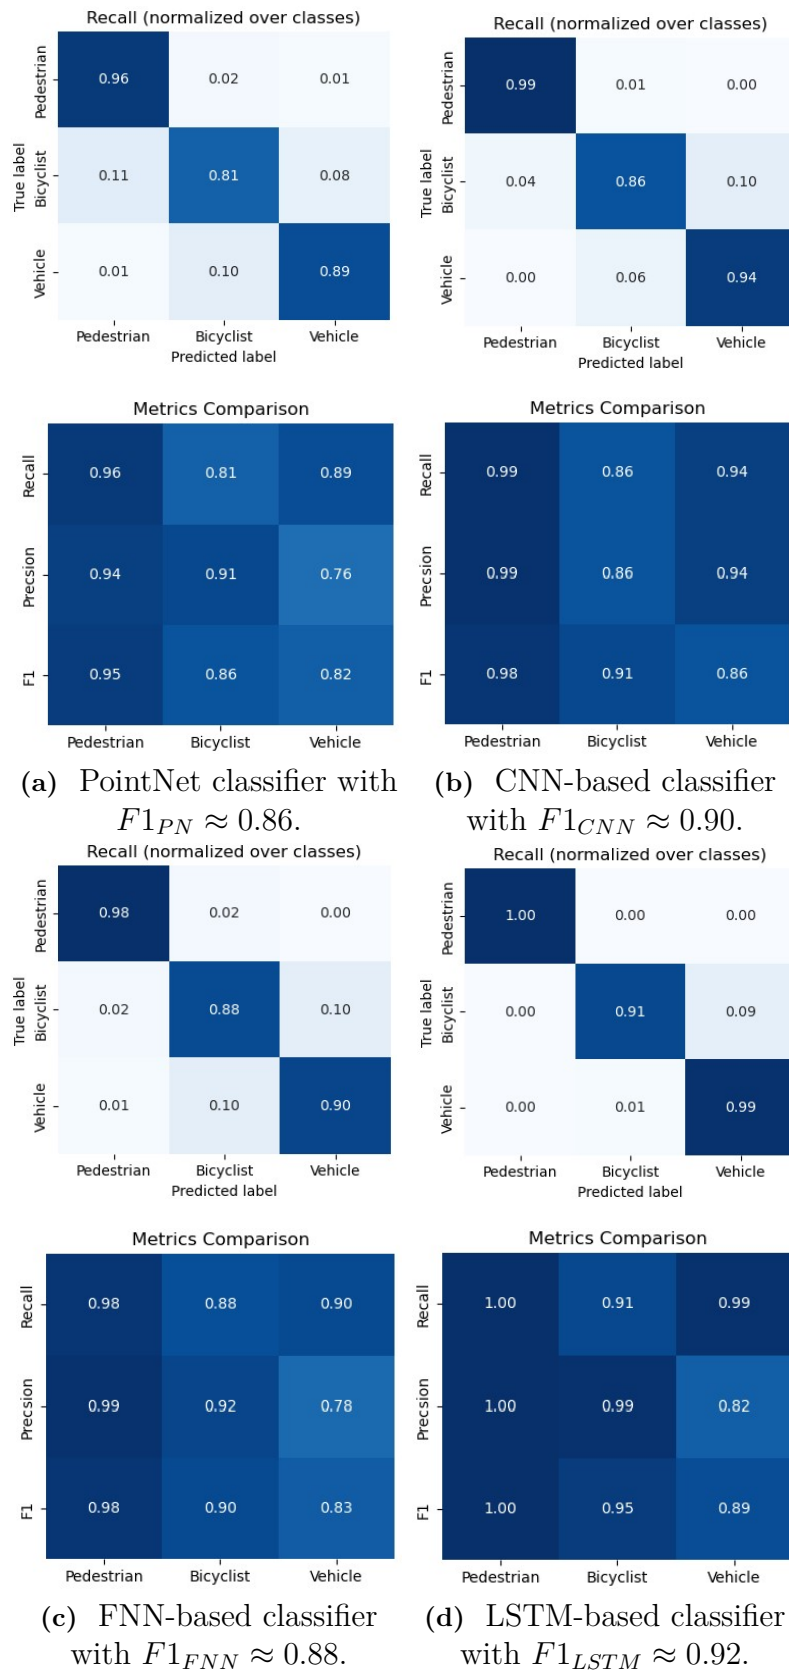 Recall (normalized over classes)
Pedestrian
0.96 0.02 0.01
True label
Bicyclist
0.11 0.81 0.08
Vehicle
0.01 0.10 0.89
Pedestrian Bicyclist Vehicle
Predicted label
Recall (normalized over classes)
Pedestrian
0.99 0.01 0.00
True label
Bicyclist
0.04 0.86 0.10
Vehicle
0.00 0.06 0.94
Pedestrian Bicyclist Vehicle
Predicted label
Metrics Comparison
Recall
0.96 0.81 0.89
Precsion
0.94 0.91 0.76
F1
0.95 0.86 0.82
Pedestrian Bicyclist Vehicle
Metrics Comparison
Recall
0.99 0.86 0.94
Precsion
0.99 0.86 0.94
F1
0.98 0.91 0.86
Pedestrian Bicyclist Vehicle
(a) PointNet classifier with
F1PN ≈ 0.86.
(b) CNN-based classifier
with F1CNN ≈ 0.90.
Recall (normalized over classes)
Pedestrian
0.98 0.02 0.00
True label
Bicyclist
0.02 0.88 0.10
Vehicle
0.01 0.10 0.90
Pedestrian Bicyclist Vehicle
Predicted label
Recall (normalized over classes)
Pedestrian
1.00 0.00 0.00
True label
Bicyclist
0.00 0.91 0.09
Vehicle
0.00 0.01 0.99
Pedestrian Bicyclist Vehicle
Predicted label
Metrics Comparison
Recall
0.98 0.88 0.90
Precsion
0.99 0.92 0.78
F1
0.98 0.90 0.83
Pedestrian Bicyclist Vehicle
Metrics Comparison
Recall
1.00 0.91 0.99
Precsion
1.00 0.99 0.82
F1
1.00 0.95 0.89
Pedestrian Bicyclist Vehicle
(c) FNN-based classifier
with F1FNN ≈ 0.88.
(d) LSTM-based classifier
with F1LSTM ≈ 0.92.